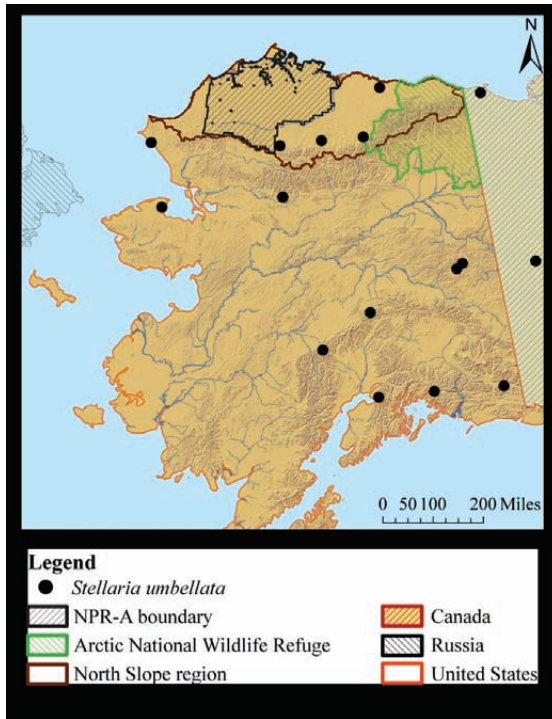 N
0 50 100 200 Miles
Legend
Stellaria umbellata
NPR-A boundary
Canada
Arctic National Wildlife Refuge
Russia
North Slope region
United States